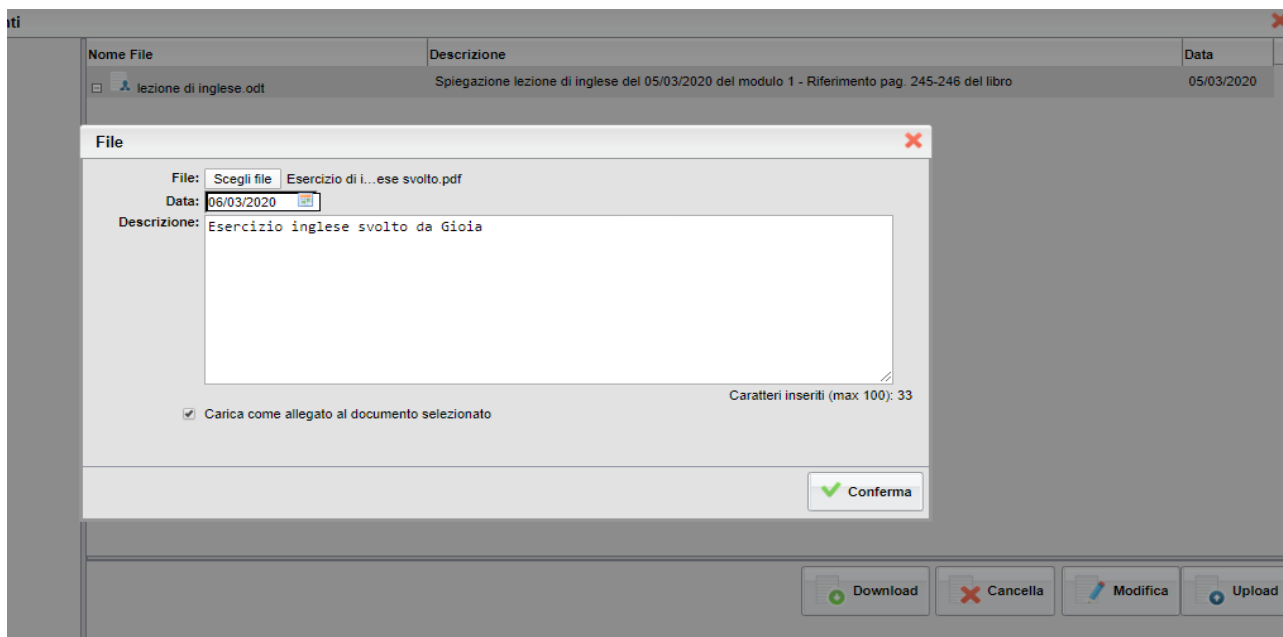 nti
Nome File Descrizione Data
lezione di inglese.odt Spiegazione lezione di inglese del 05/03/2020 del modulo 1 - Riferimento pag. 245-246 del libro 05/03/2020
File
File: Scegli file Esercizio di i...ese svolto.pdf
Data: 06/03/2020
Descrizione: Esercizio inglese svolto da Gioia
Caratteri inseriti (max 100): 33
Carica come allegato al documento selezionato
Conferma
Download Cancella Modifica Upload